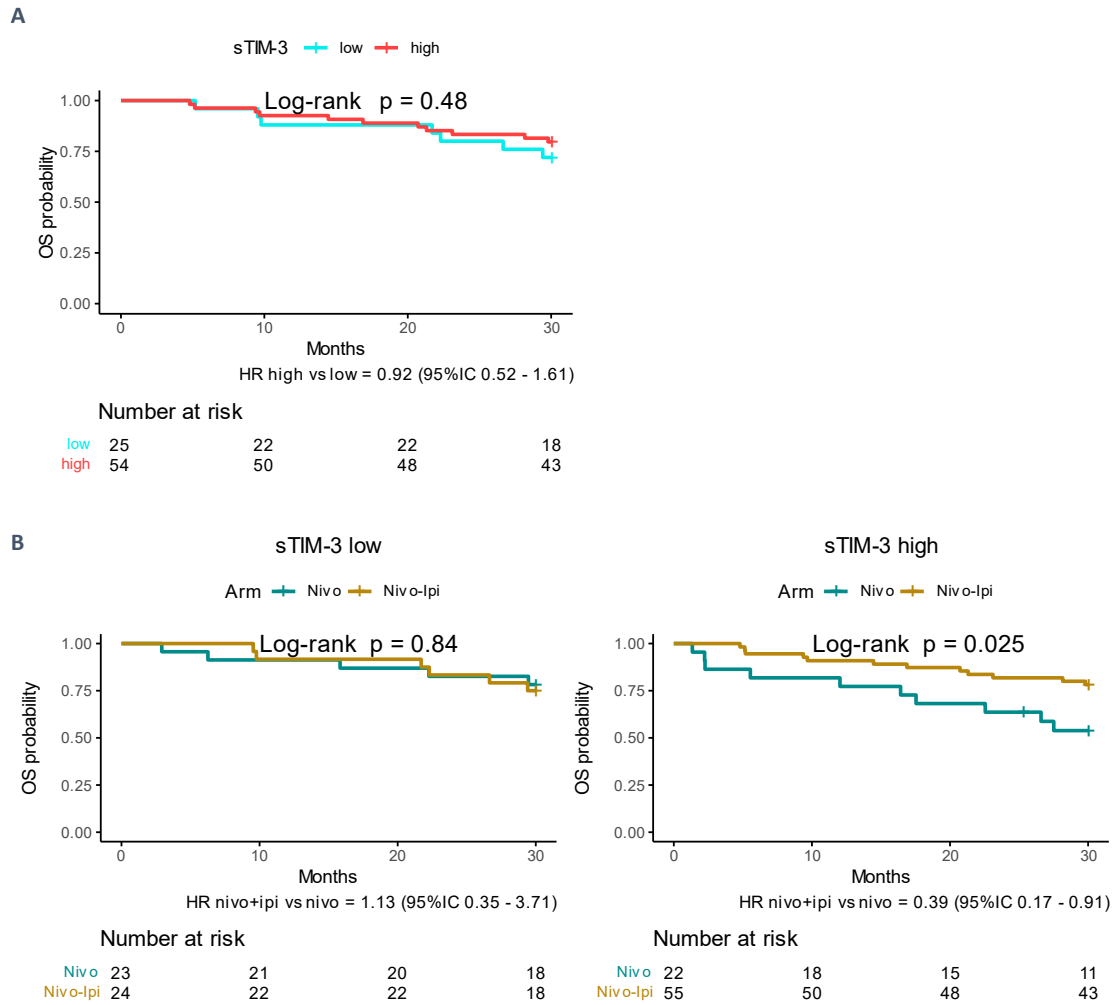 A
sTIM-3 low high
Log-rank p = 0.48
1.00
0.75
0.50
0.25
0.00
OS probability
0 10 20 30
Months
HR high vs low = 0.92 (95%IC 0.52 - 1.61)
Number at risk
low 25 22 22 18
high 54 50 48 43
B
sTIM-3 low
Arm Nivo Nivo-Ipi
Log-rank p = 0.84
1.00
0.75
0.50
0.25
0.00
OS probability
0 10 20 30
Months
HR nivo+ipi vs nivo = 1.13 (95%IC 0.35 - 3.71)
Number at risk
Nivo 23 21 20 18
Nivo-Ipi 24 22 22 18
sTIM-3 high
Arm Nivo Nivo-Ipi
Log-rank p = 0.025
1.00
0.75
0.50
0.25
0.00
OS probability
0 10 20 30
Months
HR nivo+ipi vs nivo = 0.39 (95%IC 0.17 - 0.91)
Number at risk
Nivo 22 18 15 11
Nivo-Ipi 55 50 48 43